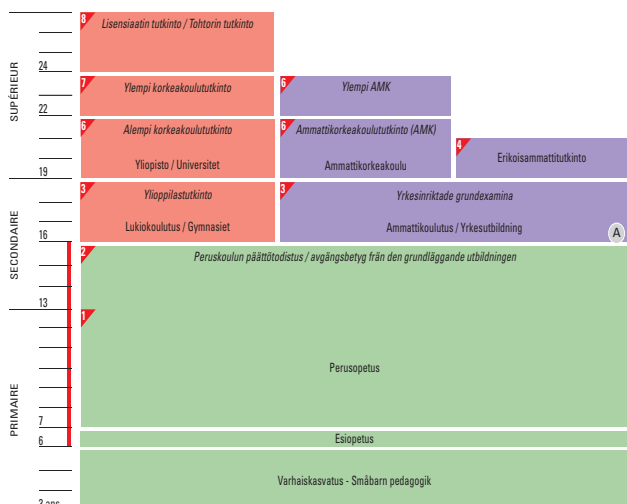 8
Lisensiaatin tutkinto / Tohtorin tutkinto
SUPÉRIEUR
24
7
Ylempi korkeakoulututkinto
6
Ylempi AMK
22
6
Alempi korkeakoulututkinto
Yliopisto / Universitet
6
Ammattikorkeakoulututkinto (AMK)
Ammattikorkeakoulu
4
Erikoisammattitutkinto
19
SECONDAIRE
3
Ylioppilastutkinto
Lukiokoulutus / Gymnasiet
3
Yrkesinriktade grundexamina
Ammattikoulutus / Yrkesutbildning
A
16
2
Peruskoulun päättötodistus / avgångsbetyg från den grundläggande utbildningen
13
1
PRIMAIRE
Perusopetus
7
6
Esiopetus
Varhaiskasvatus - Småbarn pedagogik
3 ans